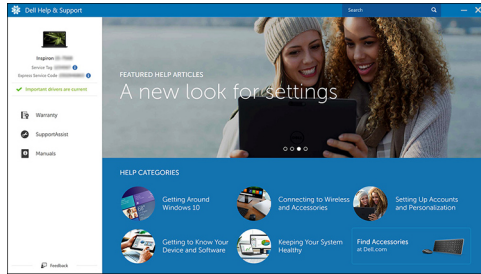 Dell Help & Support
Search
Inspiron
Service Tag
Express Service Code
Important drivers are current
Warranty
SupportAssist
Manuals
Feedback
FEATURED HELP ARTICLES
A new look for settings
HELP CATEGORIES
Getting Around
Windows 10
Connecting to Wireless
and Accessories
Setting Up Accounts
and Personalization
Getting to Know Your
Device and Software
Keeping Your System
Healthy
Find Accessories
at Dell.com